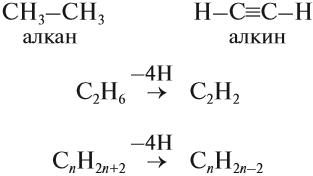 CH₃–CH₃ H–C≡C–H
алкан алкин
–4H
C₂H₆ → C₂H₂
–4H
CₙH₂ₙ₊₂ → CₙH₂ₙ₋₂